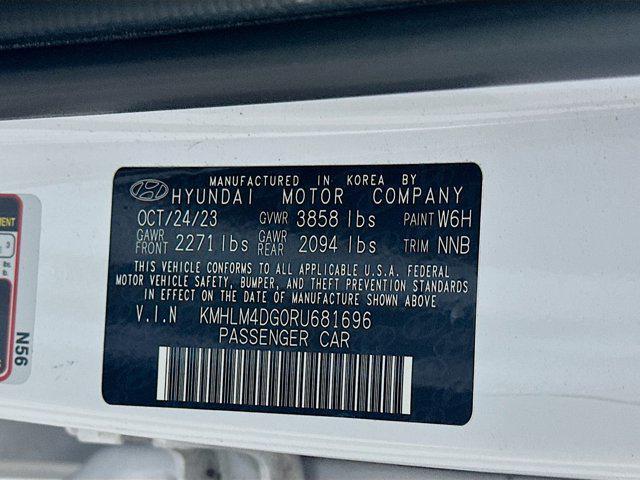 MANUFACTURED IN KOREA BY
HYUNDAI MOTOR COMPANY
OCT/24/23 GVWR 3858 lbs PAINT W6H
GAWR FRONT 2271 lbs GAWR REAR 2094 lbs TRIM NNB
THIS VEHICLE CONFORMS TO ALL APPLICABLE U.S.A. FEDERAL
MOTOR VEHICLE SAFETY, BUMPER, AND THEFT PREVENTION STANDARDS
IN EFFECT ON THE DATE OF MANUFACTURE SHOWN ABOVE
V.I.N KMHLM4DG0RU681696
PASSENGER CAR
N56